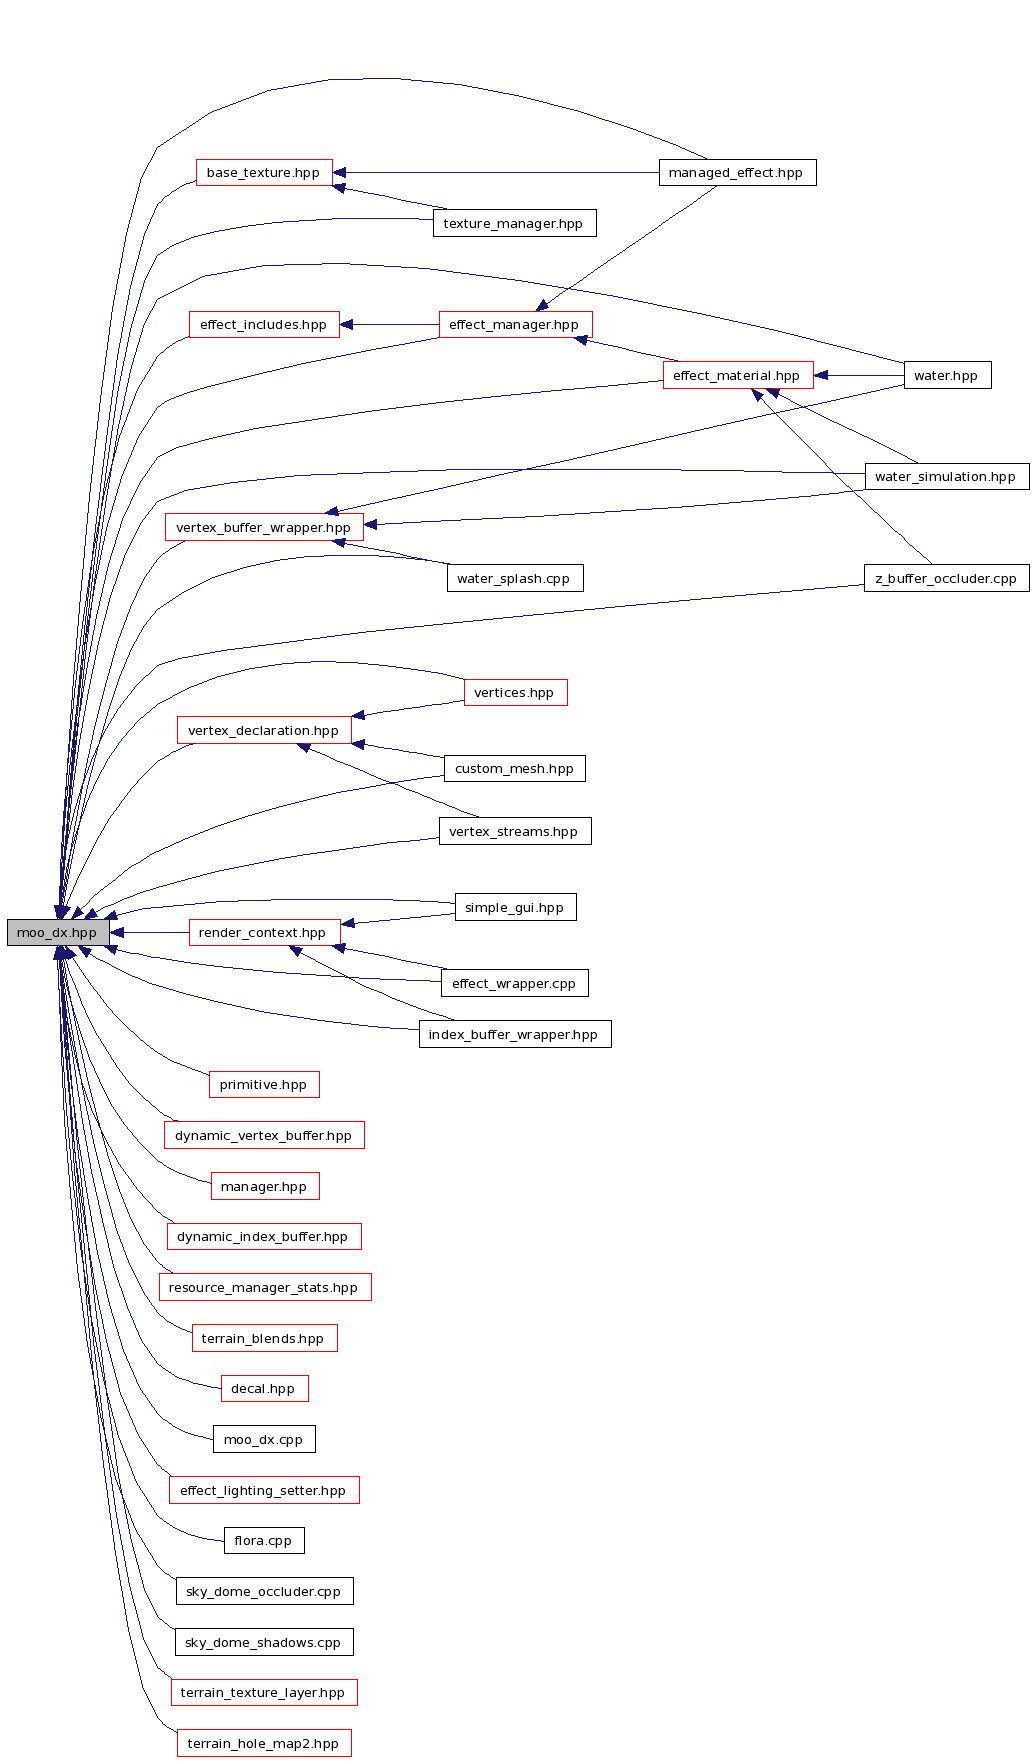 base_texture.hpp
managed_effect.hpp
texture_manager.hpp
effect_includes.hpp
effect_manager.hpp
effect_material.hpp
water.hpp
water_simulation.hpp
vertex_buffer_wrapper.hpp
water_splash.cpp
z_buffer_occluder.cpp
vertices.hpp
vertex_declaration.hpp
custom_mesh.hpp
vertex_streams.hpp
simple_gui.hpp
moo_dx.hpp
render_context.hpp
effect_wrapper.cpp
index_buffer_wrapper.hpp
primitive.hpp
dynamic_vertex_buffer.hpp
manager.hpp
dynamic_index_buffer.hpp
resource_manager_stats.hpp
terrain_blends.hpp
decal.hpp
moo_dx.cpp
effect_lighting_setter.hpp
flora.cpp
sky_dome_occluder.cpp
sky_dome_shadows.cpp
terrain_texture_layer.hpp
terrain_hole_map2.hpp